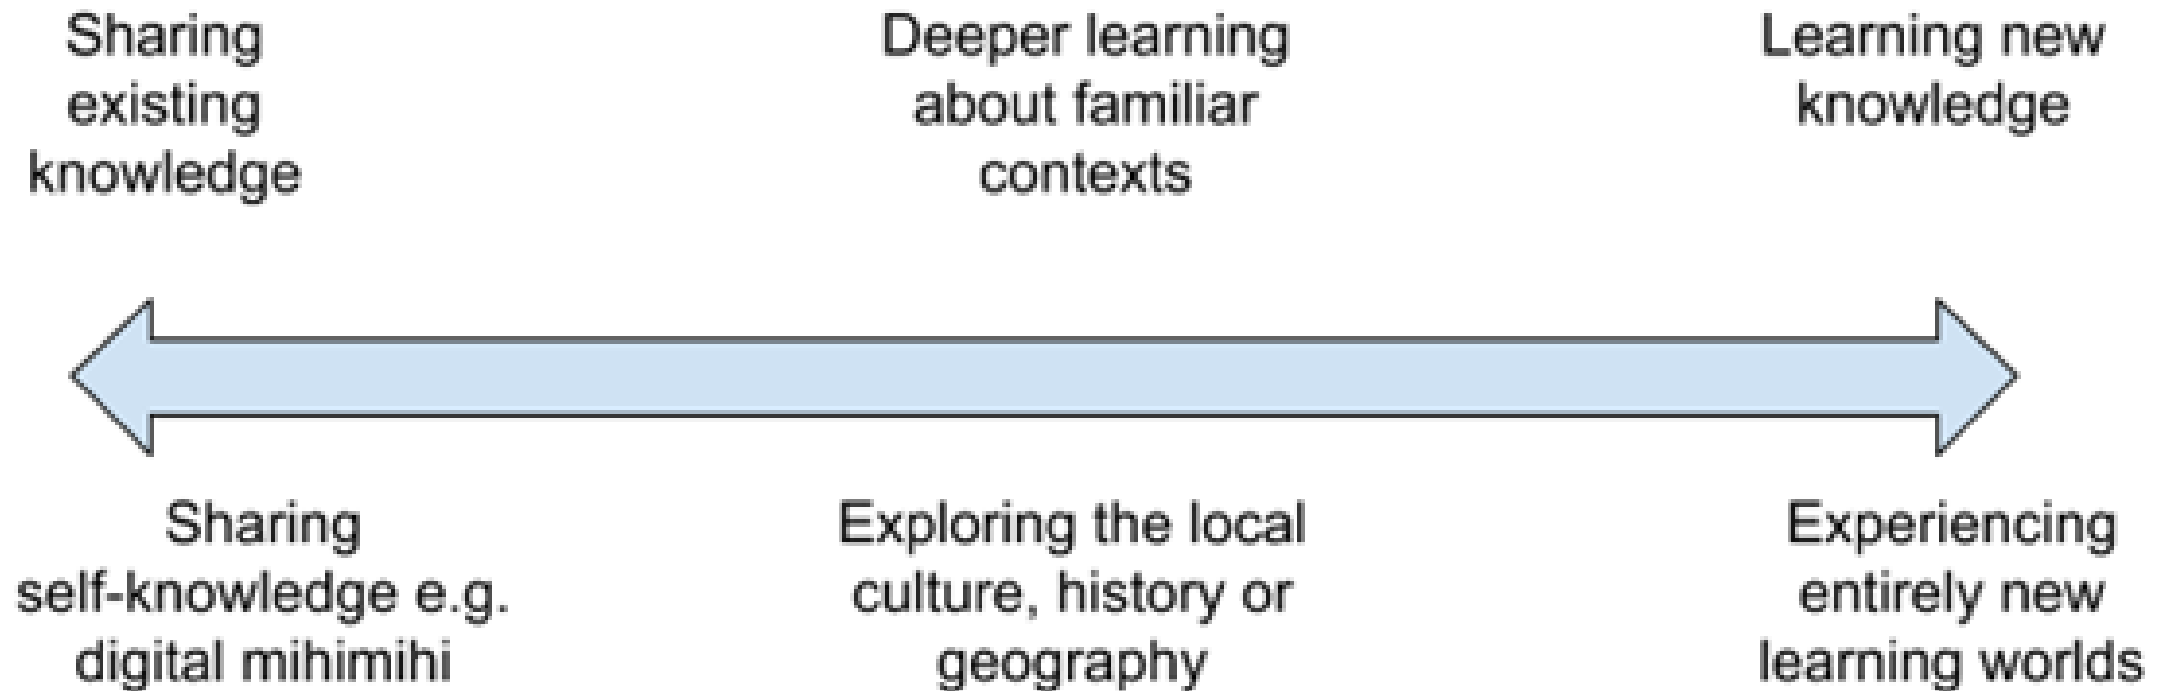 Sharing
existing
knowledge
Deeper learning
about familiar
contexts
Learning new
knowledge
Sharing
self-knowledge e.g.
digital mihimihi
Exploring the local
culture, history or
geography
Experiencing
entirely new
learning worlds